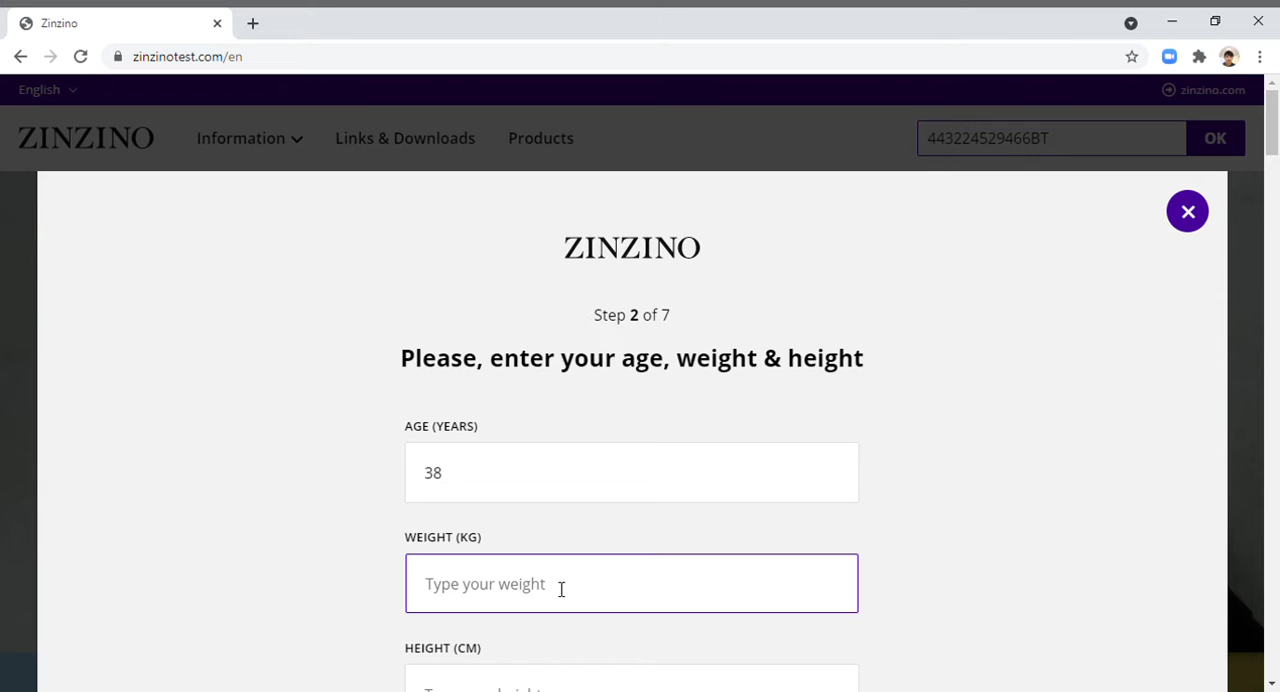 Zinzino
zinzinotest.com/en
English
zinzino.com
ZINZINO
Information
Links & Downloads
Products
443224529466BT
OK
ZINZINO
Step 2 of 7
Please, enter your age, weight & height
AGE (YEARS)
38
WEIGHT (KG)
Type your weight
HEIGHT (CM)